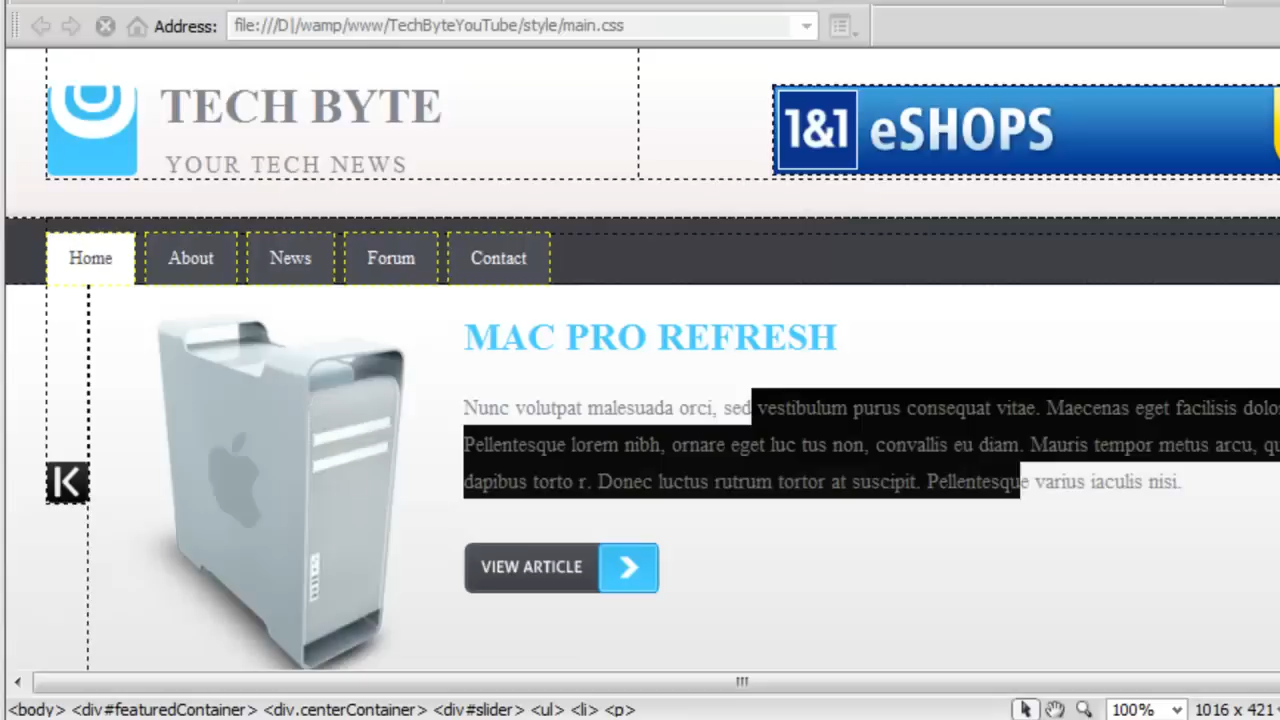 Address: file:///D|/wamp/www/TechByteYouTube/style/main.css
TECH BYTE
YOUR TECH NEWS
1&1 eSHOPS
Home About News Forum Contact
MAC PRO REFRESH
Nunc volutpat malesuada orci, sed vestibulum purus consequat vitae. Maecenas eget facilisis dolo
Pellentesque lorem nibh, ornare eget luc tus non, convallis eu diam. Mauris tempor metus arcu, qu
dapibus torto r. Donec luctus rutrum tortor at suscipit. Pellentesque varius iaculis nisi.
VIEW ARTICLE
<body> <div#featuredContainer> <div.centerContainer> <div#slider> <ul> <li> <p> 100% 1016 x 421